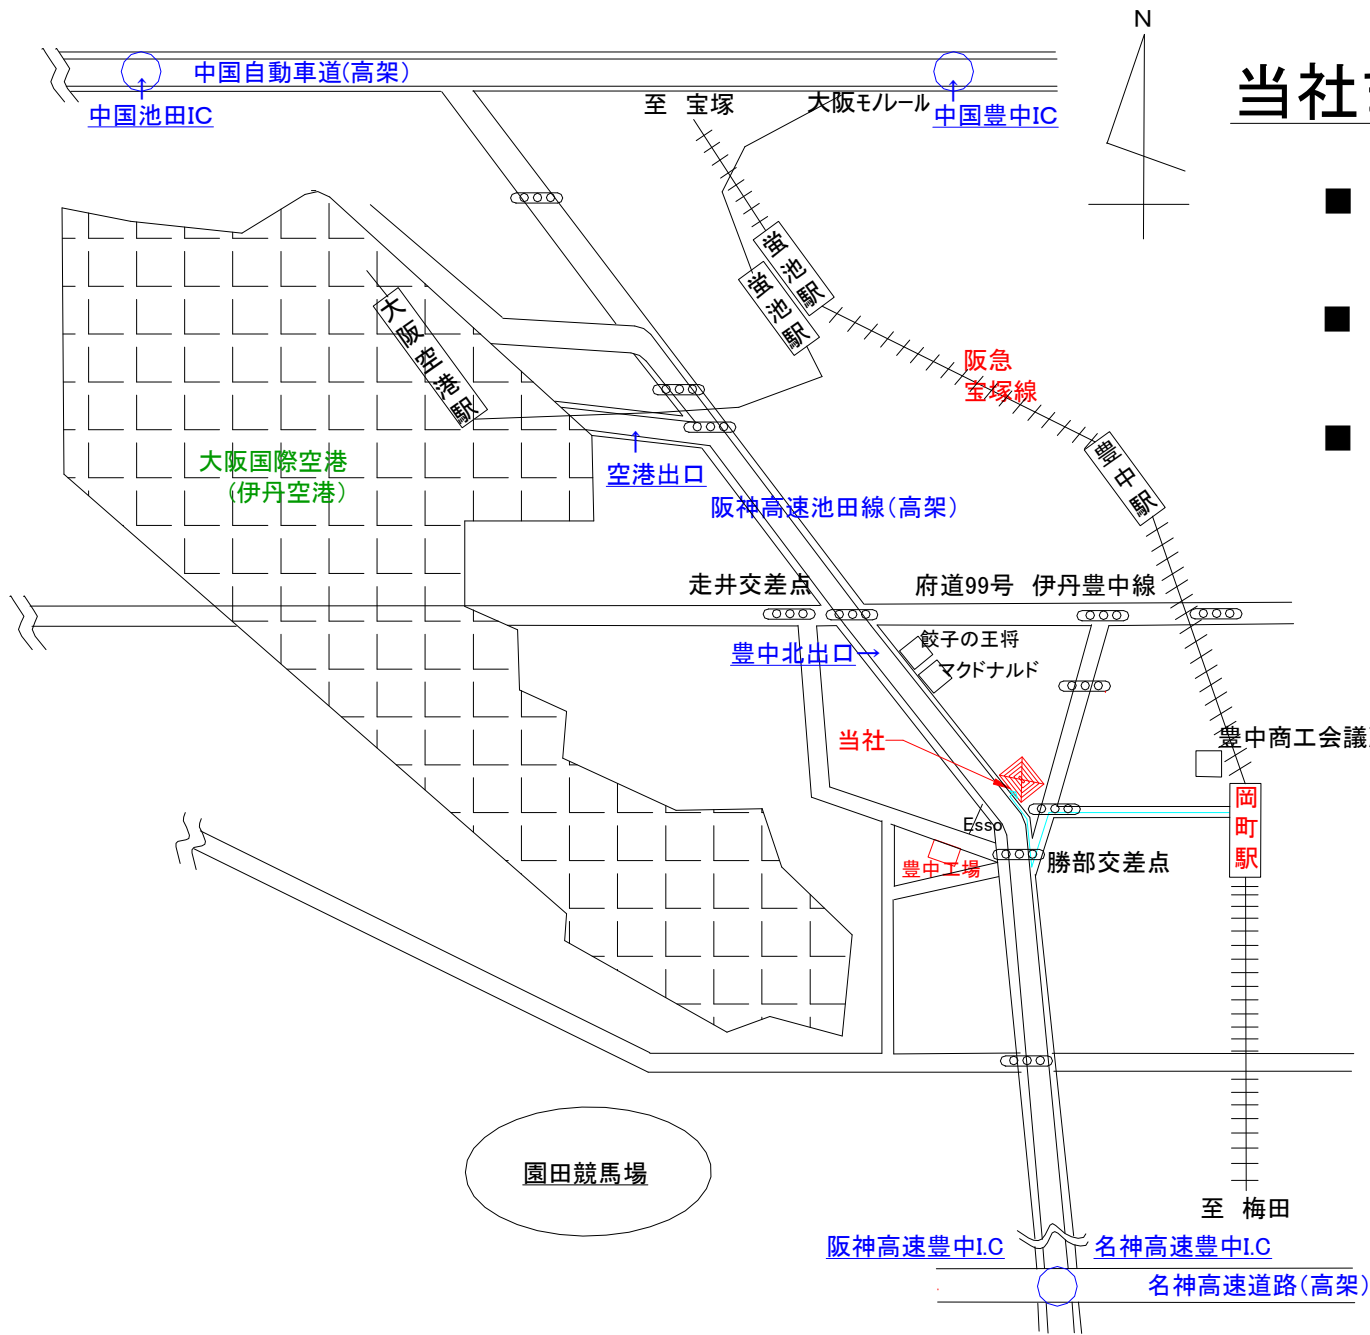 N
当社
中国自動車道(高架)
中国池田IC
至 宝塚
大阪モノレール
中国豊中IC
蛍池駅
蛍池駅
大阪空港駅
阪急
宝塚線
豊中駅
大阪国際空港
(伊丹空港)
空港出口
阪神高速池田線(高架)
走井交差点
府道99号 伊丹豊中線
豊中北出口→
餃子の王将
マクドナルド
当社
豊中商工会議
岡町駅
Esso
豊中工場
勝部交差点
園田競馬場
至 梅田
阪神高速豊中I.C
名神高速豊中I.C
名神高速道路(高架)